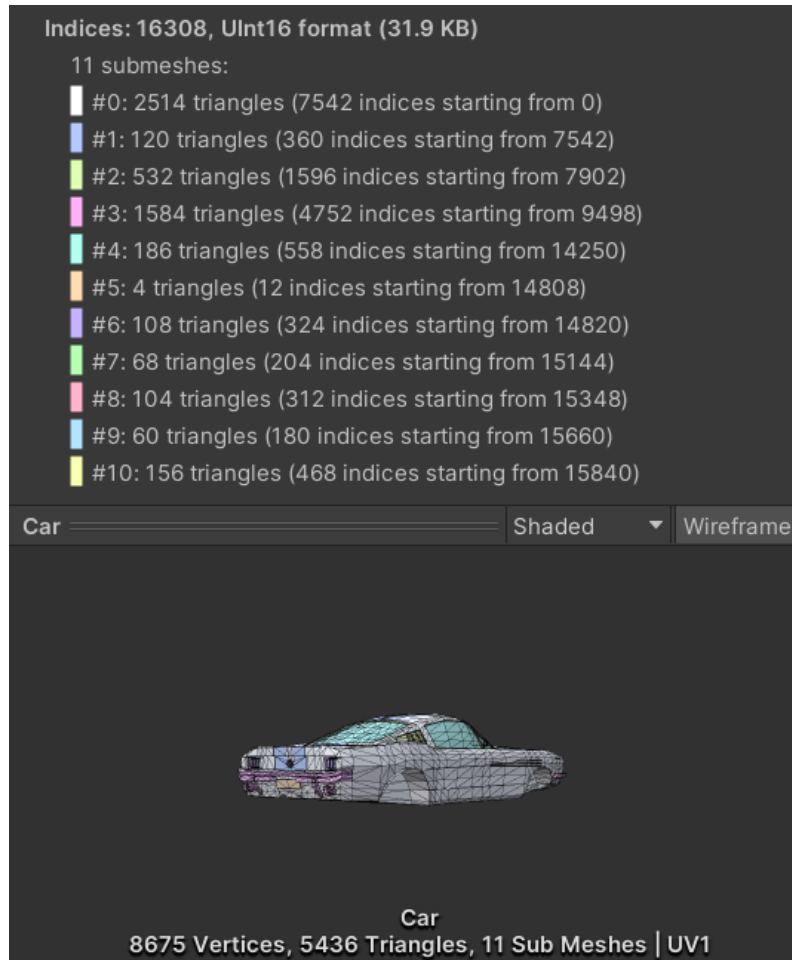 Indices: 16308, UInt16 format (31.9 KB)
11 submeshes:
#0: 2514 triangles (7542 indices starting from 0)
#1: 120 triangles (360 indices starting from 7542)
#2: 532 triangles (1596 indices starting from 7902)
#3: 1584 triangles (4752 indices starting from 9498)
#4: 186 triangles (558 indices starting from 14250)
#5: 4 triangles (12 indices starting from 14808)
#6: 108 triangles (324 indices starting from 14820)
#7: 68 triangles (204 indices starting from 15144)
#8: 104 triangles (312 indices starting from 15348)
#9: 60 triangles (180 indices starting from 15660)
#10: 156 triangles (468 indices starting from 15840)
Car Shaded Wireframe
Car
8675 Vertices, 5436 Triangles, 11 Sub Meshes | UV1